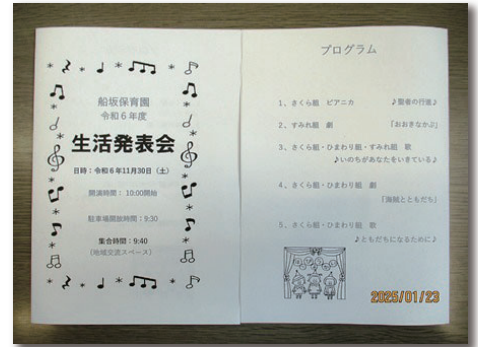 船坂保育園
令和6年度
生活発表会
日時:令和6年11月30日(土)
開演時間: 10:00開始
駐車場開放時間:9:30
集合時間:9:40
(地域交流スペース)
プログラム
1、さくら組 ピアニカ ♪聖者の行進♪
2、すみれ組 劇 『おおきなかぶ』
3、さくら組・ひまわり組・すみれ組 歌
♪いのちがあなたをいきている♪
4、さくら組・ひまわり組 劇
『海賊とともだち』
5、さくら組・ひまわり組 歌
♪ともだちになるために♪
2025/01/23